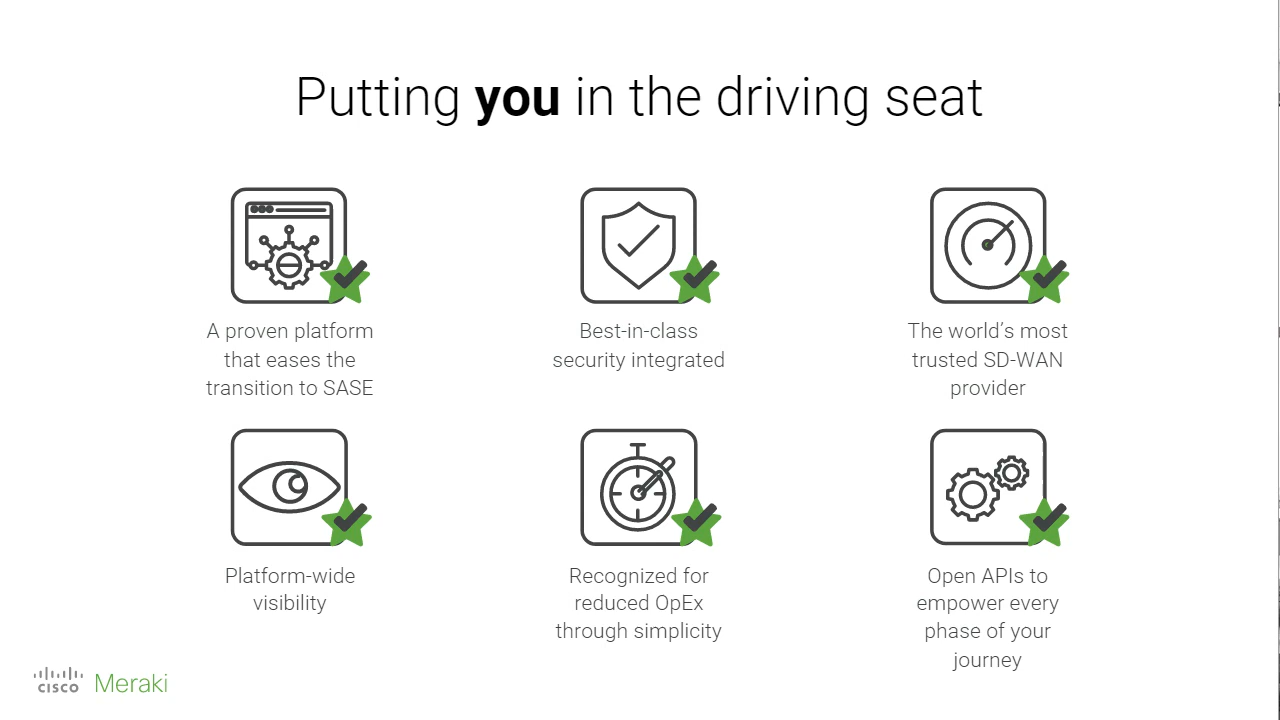 Putting you in the driving seat
A proven platform
that eases the
transition to SASE
Best-in-class
security integrated
The world’s most
trusted SD-WAN
provider
Platform-wide
visibility
Recognized for
reduced OpEx
through simplicity
Open APIs to
empower every
phase of your
journey
cisco Meraki